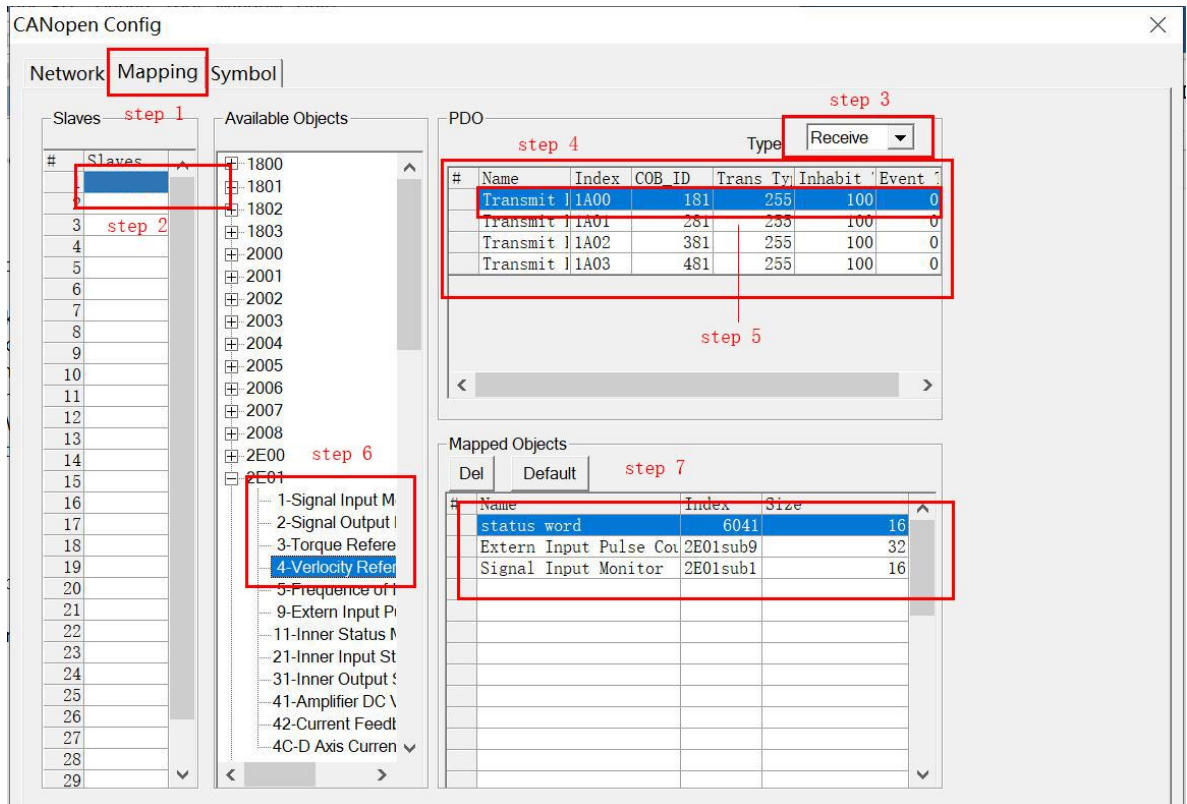 CANopen Config
Network Mapping Symbol
Slaves step 1 Available Objects PDO step 3
step 4 Type Receive
# Slaves
1
2
3 step 2
4
5
6
7
8
9
10
11
12
13
14
15
16
17
18
19
20
21
22
23
24
25
26
27
28
29
1800
1801
1802
1803
2000
2001
2002
2003
2004
2005
2006
2007
2008
2E00 step 6
2E01
1-Signal Input M
2-Signal Output
3-Torque Refere
4-Verlocity Refer
5-Frequence of
9-Extern Input P
11-Inner Status M
21-Inner Input St
31-Inner Output S
41-Amplifier DC V
42-Current Feedb
4C-D Axis Curren
# Name Index COB_ID Trans Ty Inhabit Event
Transmit 1A00 181 255 100 0
Transmit 1A01 281 255 100 0
Transmit 1A02 381 255 100 0
Transmit 1A03 481 255 100 0
step 5
Mapped Objects
Del Default step 7
# Name Index Size
status word 6041 16
Extern Input Pulse Cou 2E01sub9 32
Signal Input Monitor 2E01sub1 16